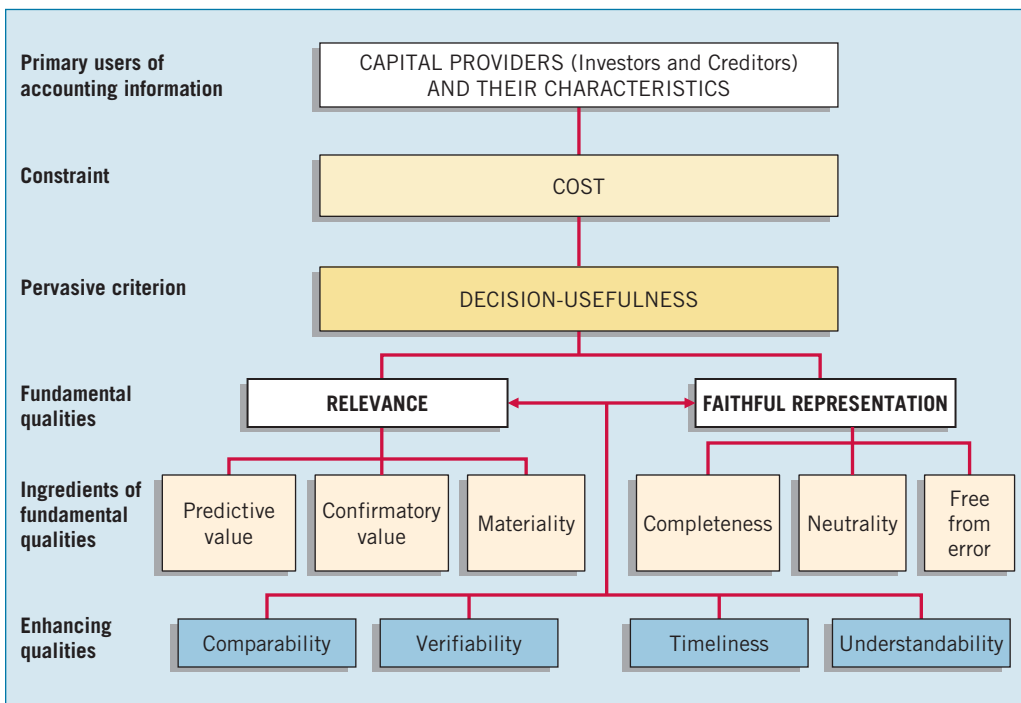 Primary users of
accounting information
CAPITAL PROVIDERS (Investors and Creditors)
AND THEIR CHARACTERISTICS
Constraint
COST
Pervasive criterion
DECISION-USEFULNESS
Fundamental
qualities
RELEVANCE
FAITHFUL REPRESENTATION
Ingredients of
fundamental
qualities
Predictive
value
Confirmatory
value
Materiality
Completeness
Neutrality
Free
from
error
Enhancing
qualities
Comparability
Verifiability
Timeliness
Understandability